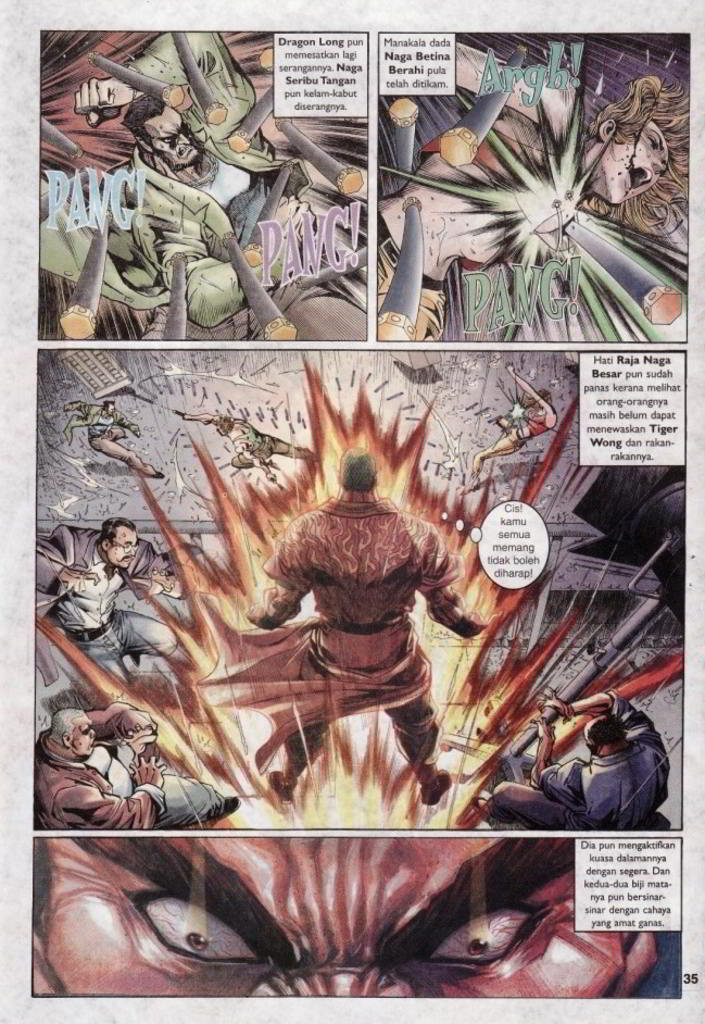 Dragon Long pun
memesatkan lagi
serangannya. Naga
Seribu Tangan
pun kelam-kabut
diserangnya.
PANG!
PANG!
Manakala dada
Naga Betina
Berahi pula
telah ditikam.
Argh!
PANG!
Hati Raja Naga
Besar pun sudah
panas kerana melihat
orang-orangnya
masih belum dapat
menewaskan Tiger
Wong dan rakan-
rakannya.
Cis!
kamu
semua
memang
tidak boleh
diharap!
Dia pun mengaktifkan
kuasa dalamannya
dengan segera. Dan
kedua-dua biji mata-
nya pun bersinar-
sinar dengan cahaya
yang amat ganas.
35